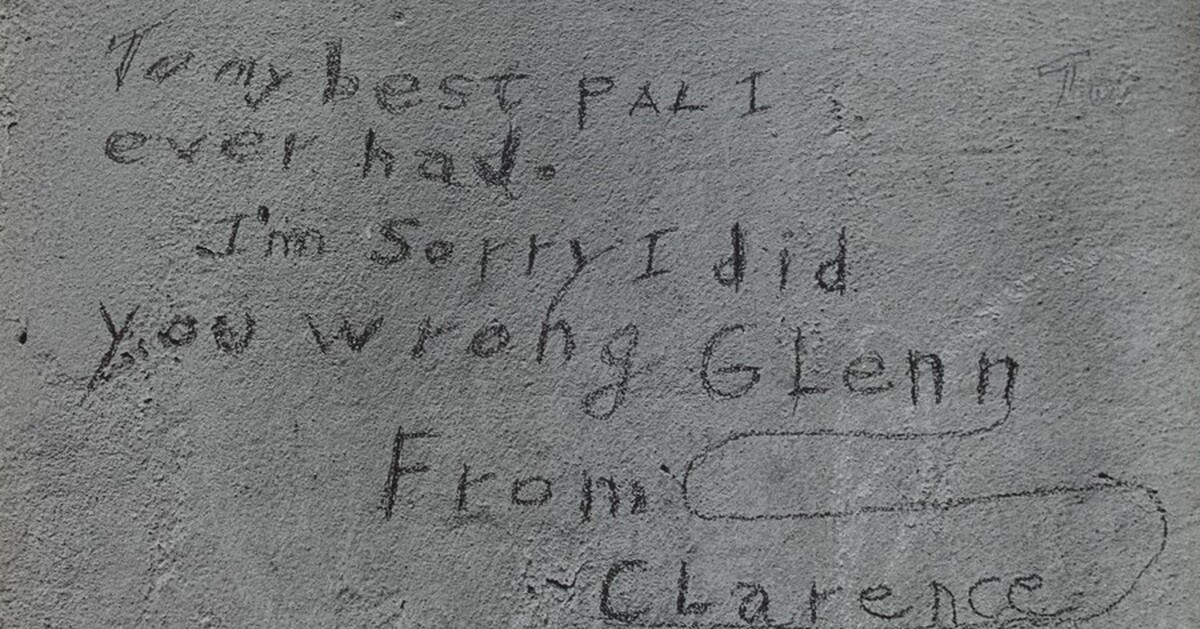 To my best PAL I
ever had.
I'm Sorry I did
you wrong GLenn
From
~ CLarence